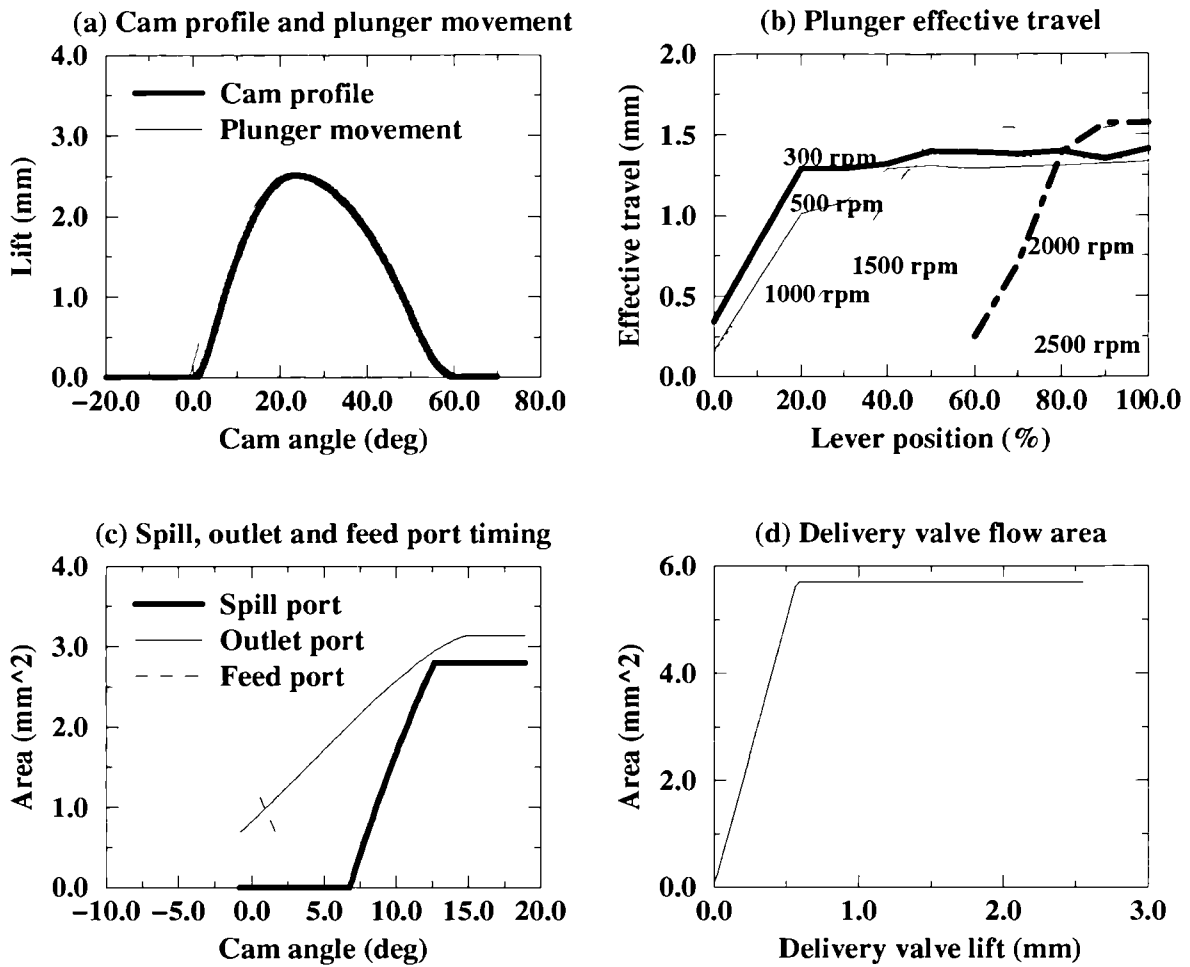 (a) Cam profile and plunger movement
4.0
3.0
2.0
1.0
0.0
Lift (mm)
Cam profile
Plunger movement
−20.0 0.0 20.0 40.0 60.0 80.0
Cam angle (deg)
(b) Plunger effective travel
2.0
1.5
1.0
0.5
0.0
Effective travel (mm)
300 rpm
500 rpm
1000 rpm
1500 rpm
2000 rpm
2500 rpm
0.0 20.0 40.0 60.0 80.0 100.0
Lever position (%)
(c) Spill, outlet and feed port timing
4.0
3.0
2.0
1.0
0.0
Area (mm^2)
Spill port
Outlet port
Feed port
−10.0 −5.0 0.0 5.0 10.0 15.0 20.0
Cam angle (deg)
(d) Delivery valve flow area
6.0
4.0
2.0
0.0
Area (mm^2)
0.0 1.0 2.0 3.0
Delivery valve lift (mm)